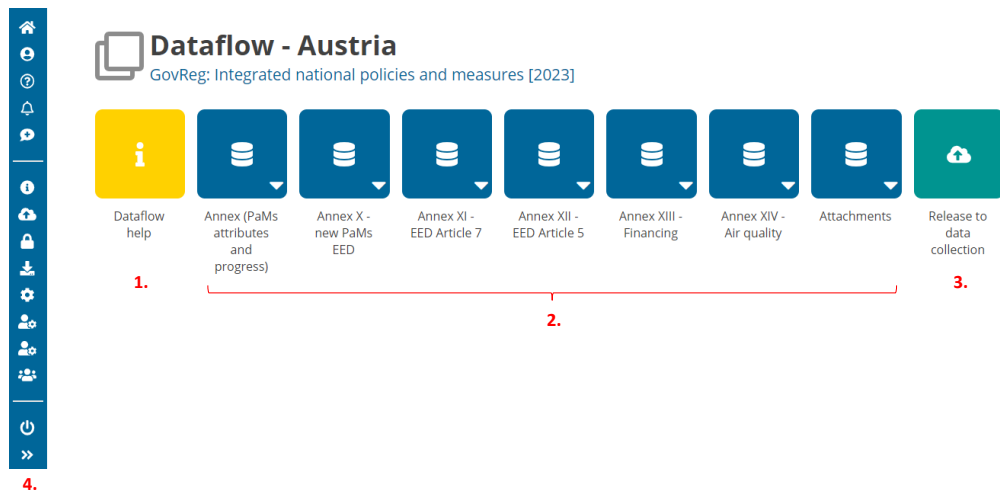 Dataflow - Austria
GovReg: Integrated national policies and measures [2023]
Dataflow
help
Annex (PaMs
attributes
and
progress)
Annex X -
new PaMs
EED
Annex XI -
EED Article 7
Annex XII -
EED Article 5
Annex XIII -
Financing
Annex XIV -
Air quality
Attachments
Release to
data
collection
1.
2.
3.
4.